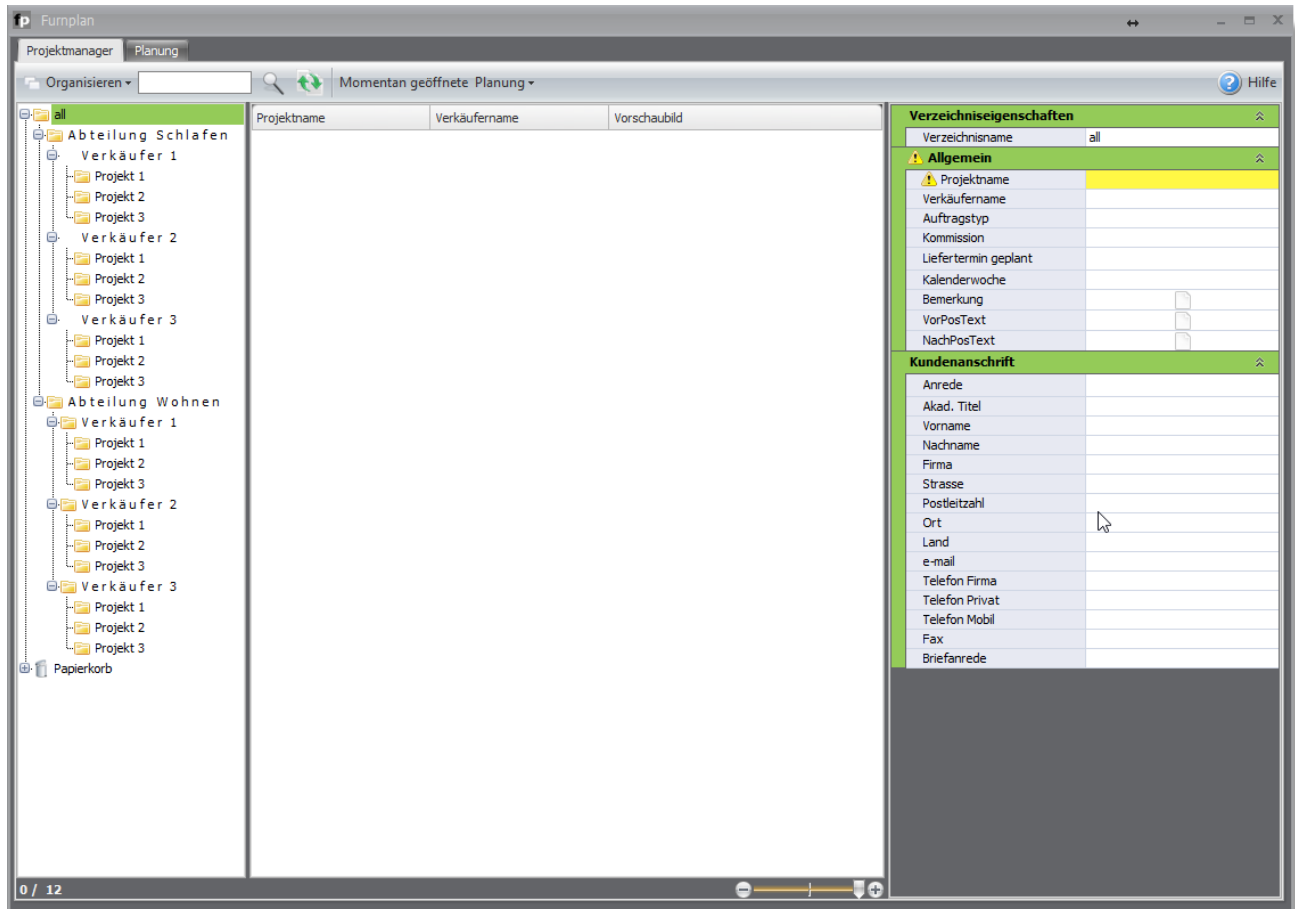 fp Furnplan
Projektmanager Planung
Organisieren Momentan geöffnete Planung Hilfe
all
Abteilung Schlafen
Verkäufer 1
Projekt 1
Projekt 2
Projekt 3
Verkäufer 2
Projekt 1
Projekt 2
Projekt 3
Verkäufer 3
Projekt 1
Projekt 2
Projekt 3
Abteilung Wohnen
Verkäufer 1
Projekt 1
Projekt 2
Projekt 3
Verkäufer 2
Projekt 1
Projekt 2
Projekt 3
Verkäufer 3
Projekt 1
Projekt 2
Projekt 3
Papierkorb
0 / 12
Projektname Verkäufername Vorschaubild
Verzeichniseigenschaften
Verzeichnisname all
Allgemein
Projektname
Verkäufername
Auftragstyp
Kommission
Liefertermin geplant
Kalenderwoche
Bemerkung
VorPosText
NachPosText
Kundenanschrift
Anrede
Akad. Titel
Vorname
Nachname
Firma
Strasse
Postleitzahl
Ort
Land
e-mail
Telefon Firma
Telefon Privat
Telefon Mobil
Fax
Briefanrede